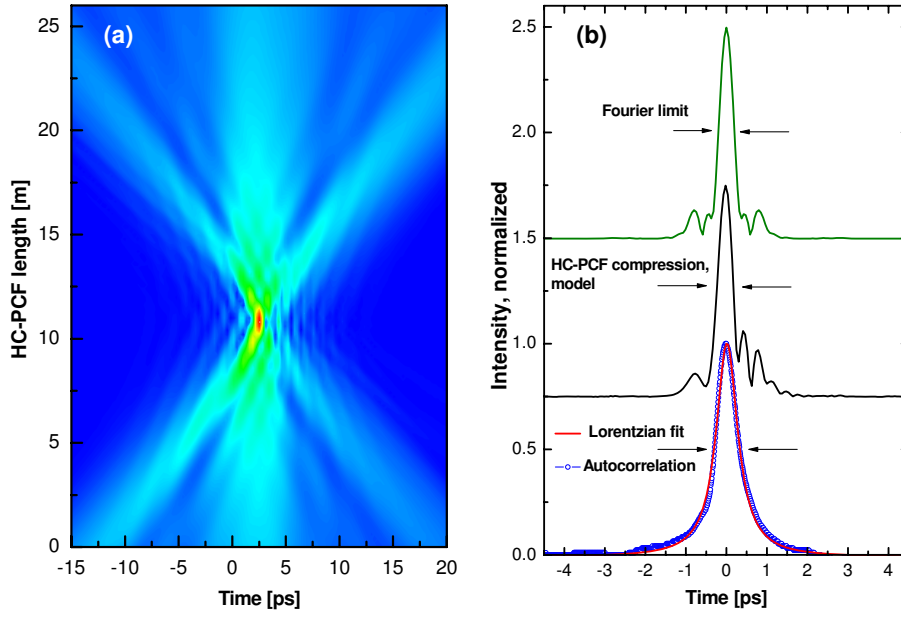 (a)
HC-PCF length [m]
25
20
15
10
5
0
-15 -10 -5 0 5 10 15 20
Time [ps]
(b)
Intensity, normalized
2.5
2.0
1.5
1.0
0.5
0.0
Fourier limit
HC-PCF compression,
model
Lorentzian fit
Autocorrelation
-4 -3 -2 -1 0 1 2 3 4
Time [ps]